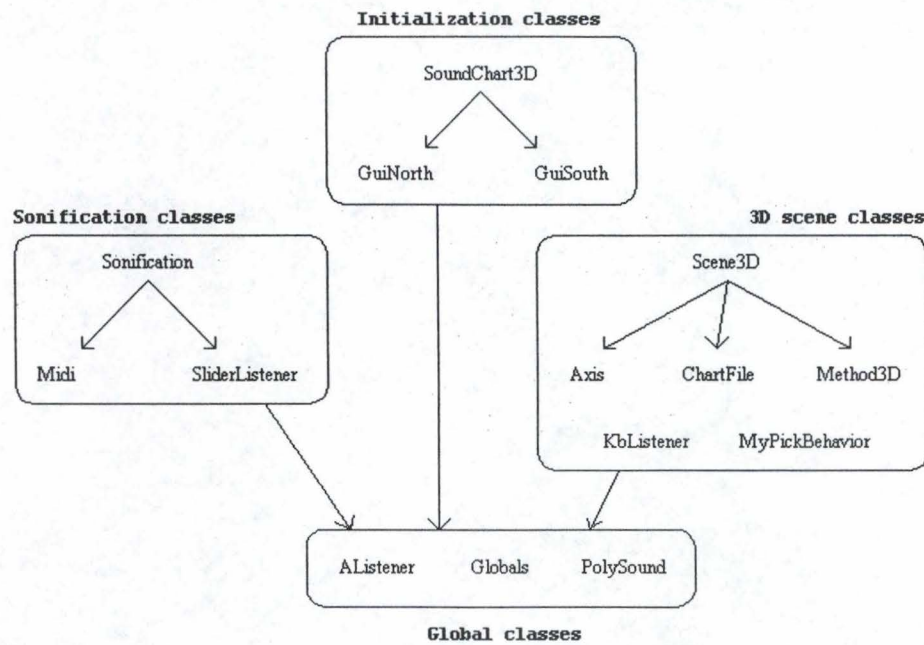 Initialization classes
SoundChart3D
GuiNorth GuiSouth
Sonification classes
Sonification
Midi SliderListener
3D scene classes
Scene3D
Axis ChartFile Method3D
KbListener MyPickBehavior
AListener Globals PolySound
Global classes